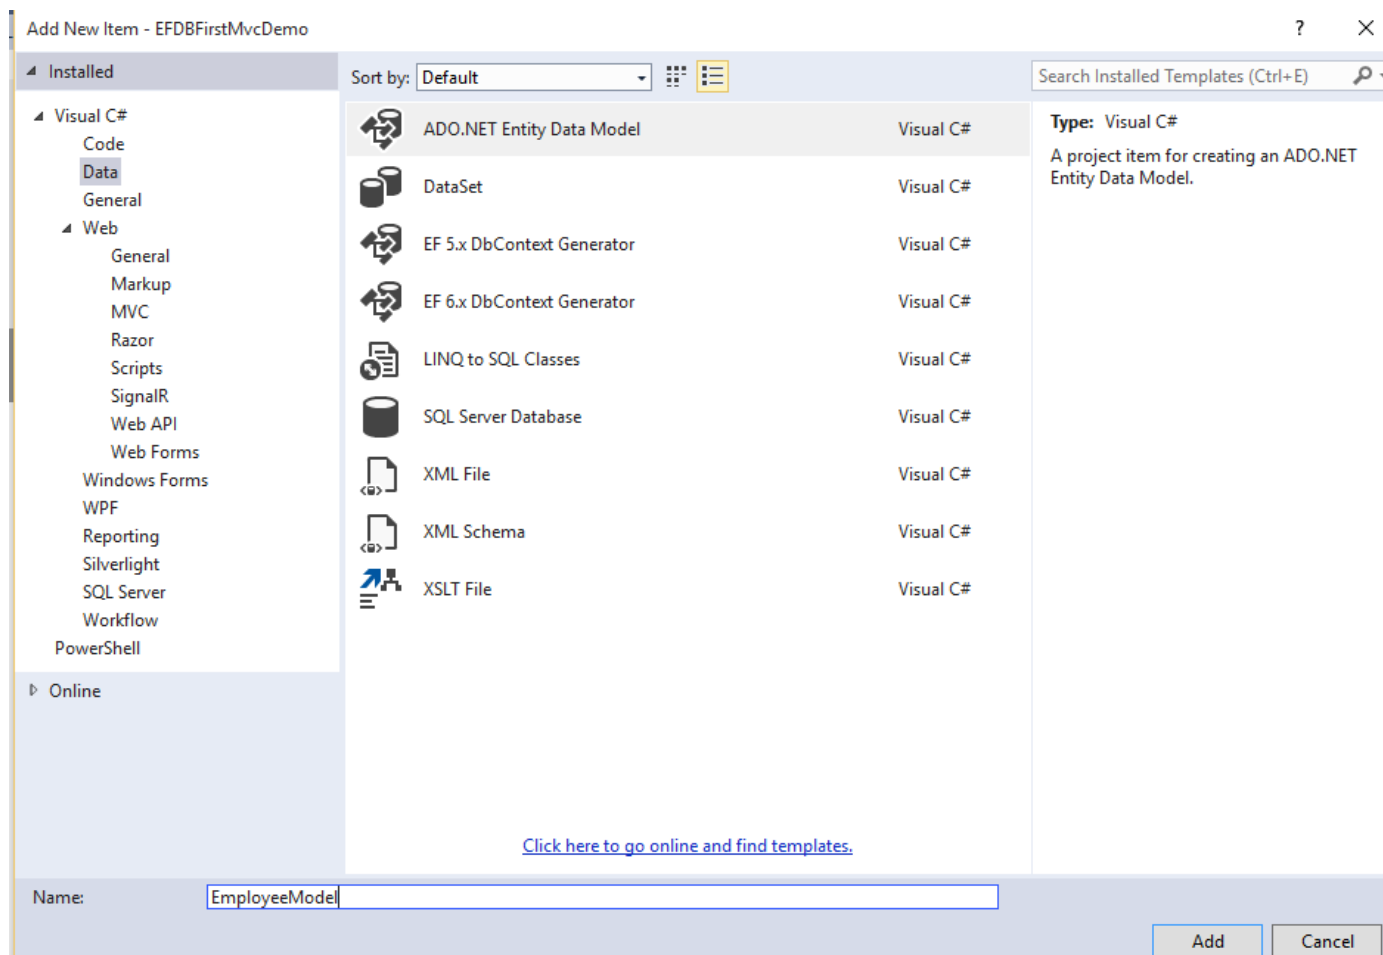 Add New Item - EFDBFirstMvcDemo
?
Installed
Sort by: Default
Search Installed Templates (Ctrl+E)
Visual C#
Code
Data
General
Web
General
Markup
MVC
Razor
Scripts
SignalR
Web API
Web Forms
Windows Forms
WPF
Reporting
Silverlight
SQL Server
Workflow
PowerShell
Online
ADO.NET Entity Data Model Visual C#
DataSet Visual C#
EF 5.x DbContext Generator Visual C#
EF 6.x DbContext Generator Visual C#
LINQ to SQL Classes Visual C#
SQL Server Database Visual C#
XML File Visual C#
XML Schema Visual C#
XSLT File Visual C#
Click here to go online and find templates.
Type: Visual C#
A project item for creating an ADO.NET
Entity Data Model.
Name: EmployeeModel
Add Cancel